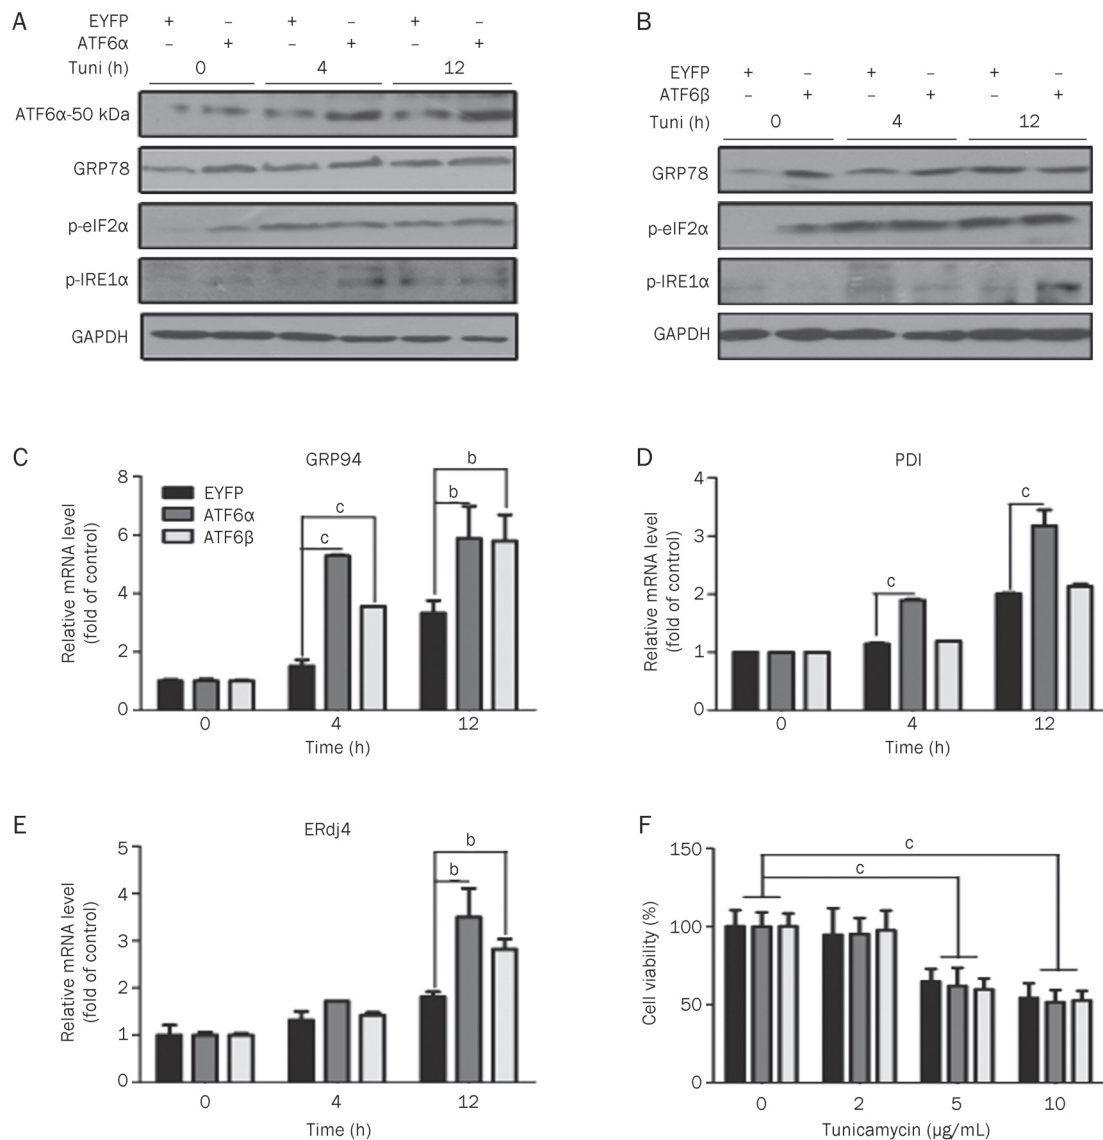 A
EYFP + – + – + –
ATF6α – + – + – +
Tuni (h) 0 4 12
ATF6α-50 kDa
GRP78
p-eIF2α
p-IRE1α
GAPDH
B
EYFP + – + – + –
ATF6β – + – + – +
Tuni (h) 0 4 12
GRP78
p-eIF2α
p-IRE1α
GAPDH
C
GRP94
Relative mRNA level
(fold of control)
8
6
4
2
0
EYFP
ATF6α
ATF6β
c
c
b
b
0 4 12
Time (h)
D
PDI
Relative mRNA level
(fold of control)
4
3
2
1
0
c
c
0 4 12
Time (h)
E
ERdj4
Relative mRNA level
(fold of control)
5
4
3
2
1
0
b
b
0 4 12
Time (h)
F
Cell viability (%)
150
100
50
0
c
c
0 2 5 10
Tunicamycin (μg/mL)